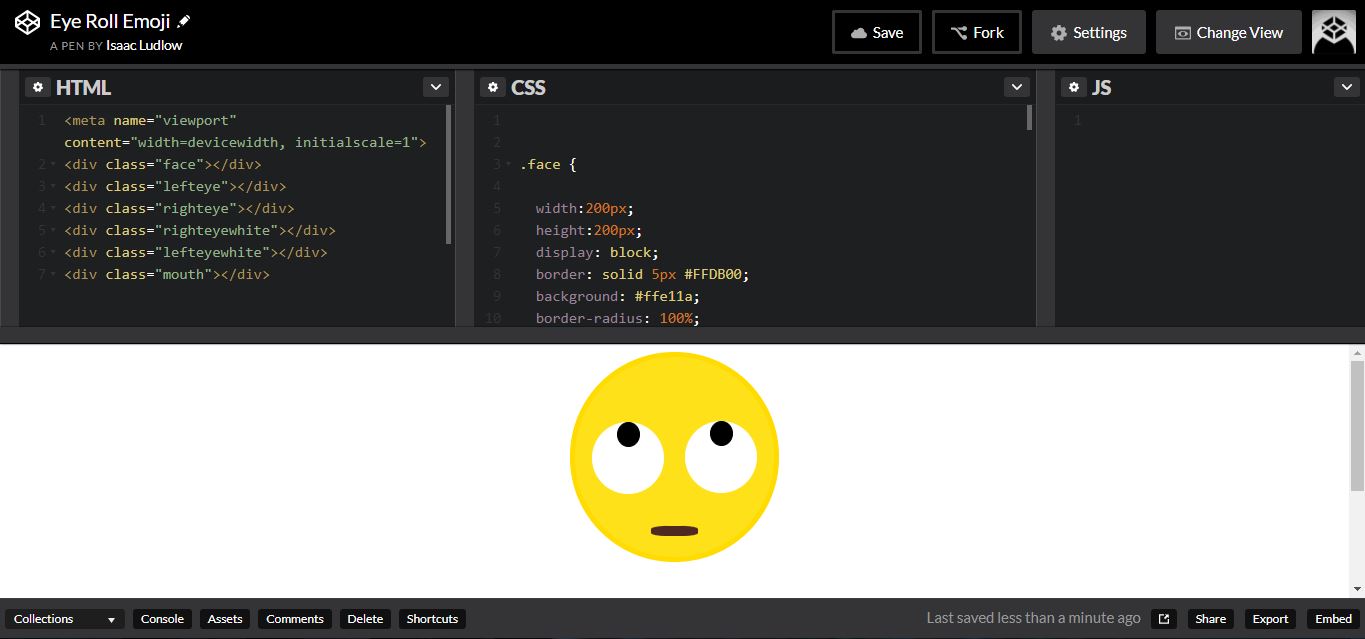 Eye Roll Emoji
A PEN BY Isaac Ludlow
Save
Fork
Settings
Change View
HTML
1 <meta name="viewport"
content="width=devicewidth, initialscale=1">
2 <div class="face"></div>
3 <div class="lefteye"></div>
4 <div class="righteye"></div>
5 <div class="righteyewhite"></div>
6 <div class="lefteyewhite"></div>
7 <div class="mouth"></div>
CSS
1
2
3 .face {
4
5 width:200px;
6 height:200px;
7 display: block;
8 border: solid 5px #FFDB00;
9 background: #ffe11a;
10 border-radius: 100%;
JS
1
Collections
Console
Assets
Comments
Delete
Shortcuts
Last saved less than a minute ago
Share
Export
Embed